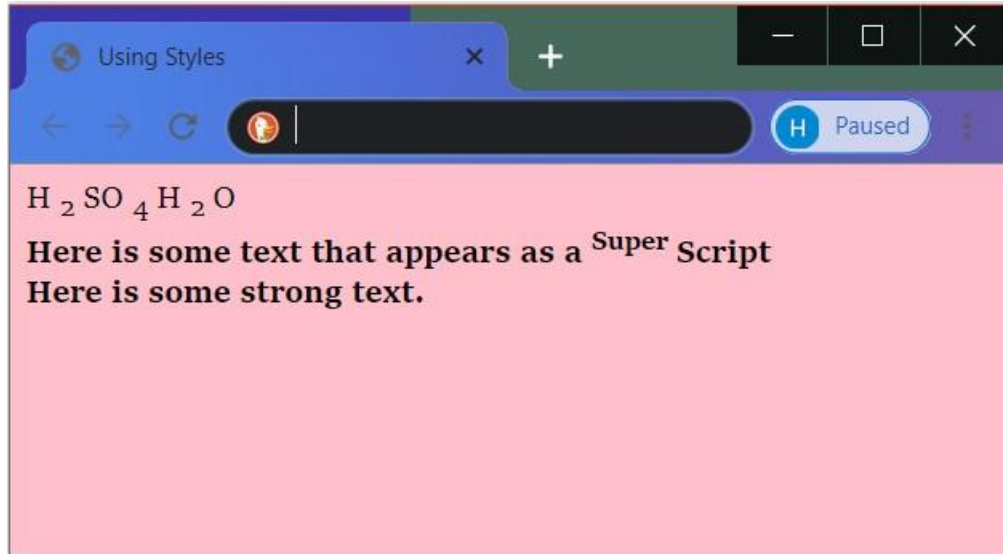 Using Styles
H Paused
H 2 SO 4 H 2 O
Here is some text that appears as a Super Script
Here is some strong text.